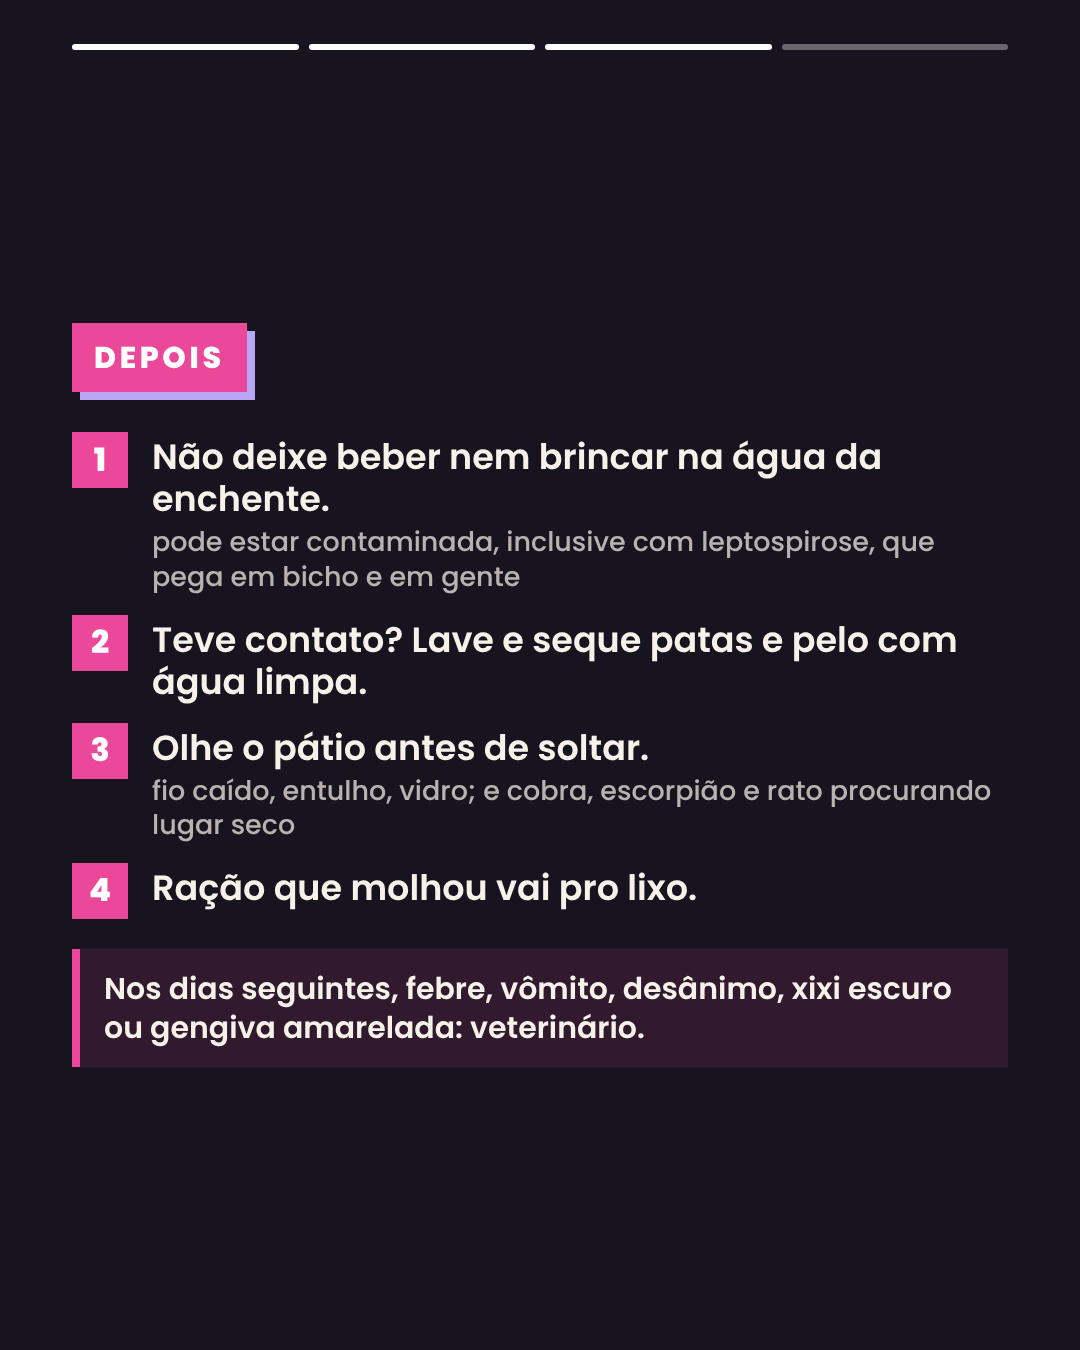 DEPOIS
1 Não deixe beber nem brincar na água da
enchente.
pode estar contaminada, inclusive com leptospirose, que
pega em bicho e em gente
2 Teve contato? Lave e seque patas e pelo com
água limpa.
3 Olhe o pátio antes de soltar.
fio caído, entulho, vidro; e cobra, escorpião e rato procurando
lugar seco
4 Ração que molhou vai pro lixo.
Nos dias seguintes, febre, vômito, desânimo, xixi escuro
ou gengiva amarelada: veterinário.